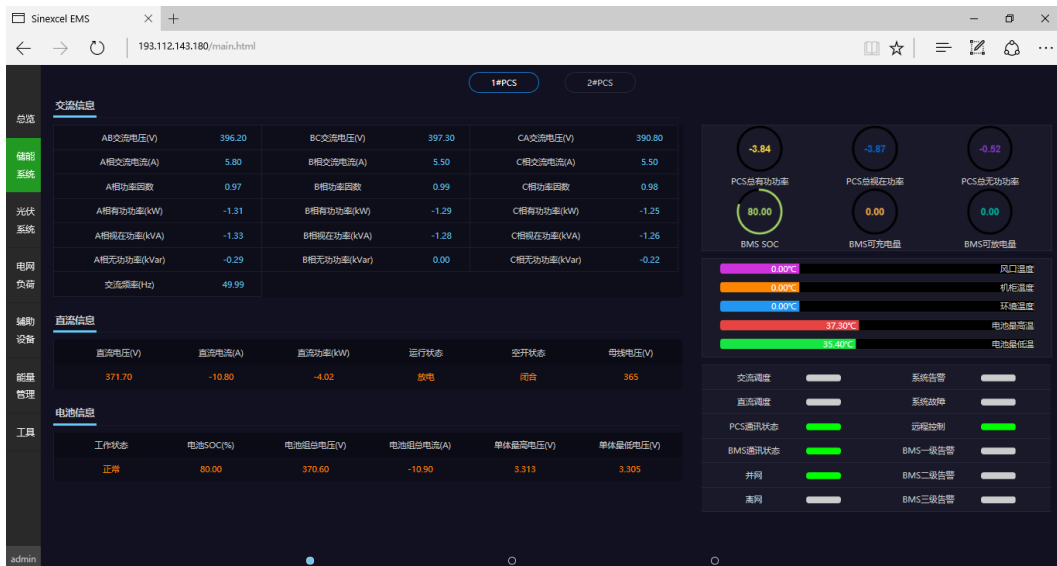 Sinexcel EMS
193.112.143.180/main.html
1#PCS 2#PCS
总览
储能
系统
光伏
系统
电网
负荷
辅助
设备
能量
管理
工具
admin
交流信息
AB交流电压(V) 396.20 BC交流电压(V) 397.30 CA交流电压(V) 390.80
A相交流电流(A) 5.80 B相交流电流(A) 5.50 C相交流电流(A) 5.50
A相功率因数 0.97 B相功率因数 0.99 C相功率因数 0.98
A相有功功率(kW) -1.31 B相有功功率(kW) -1.29 C相有功功率(kW) -1.25
A相视在功率(kVA) -1.33 B相视在功率(kVA) -1.28 C相视在功率(kVA) -1.26
A相无功功率(kVar) -0.29 B相无功功率(kVar) 0.00 C相无功功率(kVar) -0.22
交流频率(Hz) 49.99
直流信息
直流电压(V) 直流电流(A) 直流功率(kW) 运行状态 空开状态 母线电压(V)
371.70 -10.80 -4.02 放电 闭合 365
电池信息
工作状态 电池SOC(%) 电池组总电压(V) 电池组总电流(A) 单体最高电压(V) 单体最低电压(V)
正常 80.00 370.60 -10.90 3.313 3.305
-3.84 -3.87 -0.52
PCS总有功功率 PCS总视在功率 PCS总无功功率
80.00 0.00 0.00
BMS SOC BMS可充电量 BMS可放电量
0.00℃ 风口温度
0.00℃ 机柜温度
0.00℃ 环境温度
37.30℃ 电池最高温
35.40℃ 电池最低温
交流调度 系统告警
直流调度 系统故障
PCS通讯状态 远程控制
BMS通讯状态 BMS一级告警
并网 BMS二级告警
离网 BMS三级告警